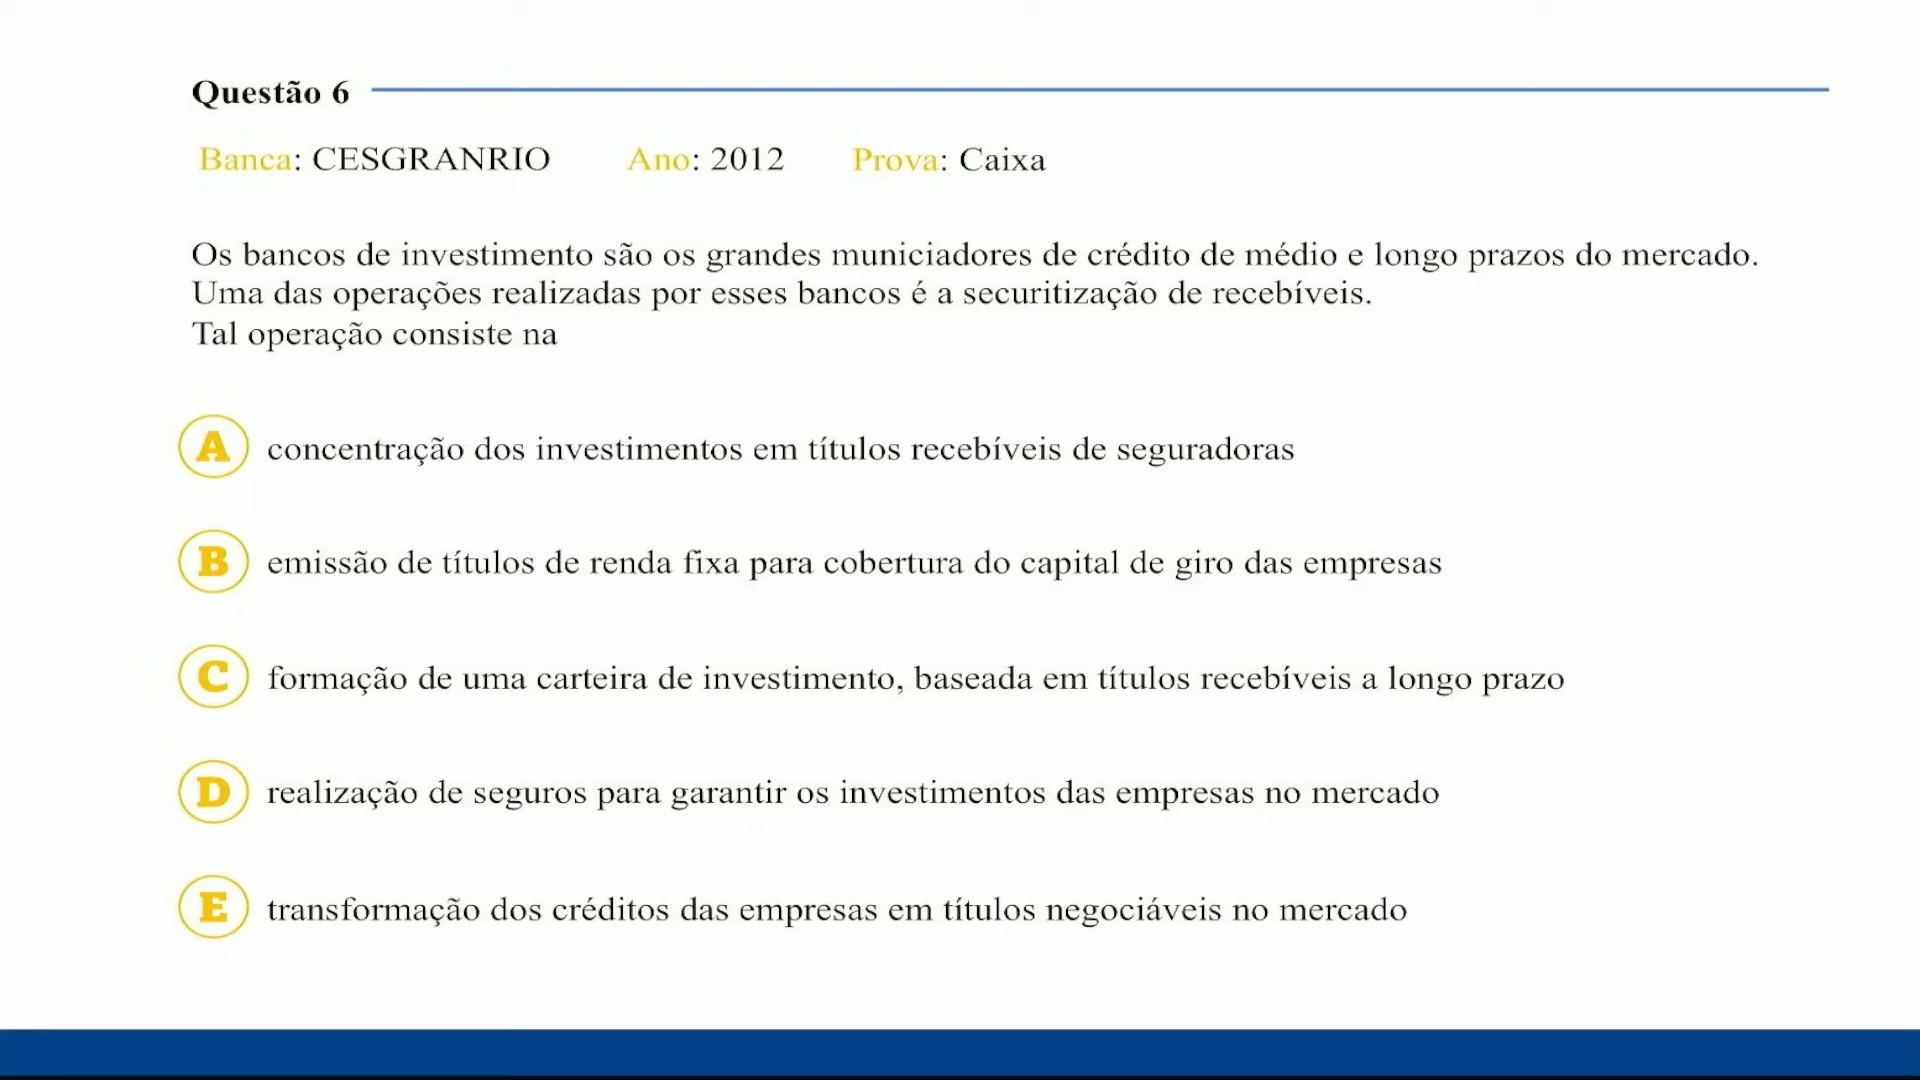 Questão 6
Banca: CESGRANRIO Ano: 2012 Prova: Caixa
Os bancos de investimento são os grandes municiadores de crédito de médio e longo prazos do mercado.
Uma das operações realizadas por esses bancos é a securitização de recebíveis.
Tal operação consiste na
A concentração dos investimentos em títulos recebíveis de seguradoras
B emissão de títulos de renda fixa para cobertura do capital de giro das empresas
C formação de uma carteira de investimento, baseada em títulos recebíveis a longo prazo
D realização de seguros para garantir os investimentos das empresas no mercado
E transformação dos créditos das empresas em títulos negociáveis no mercado